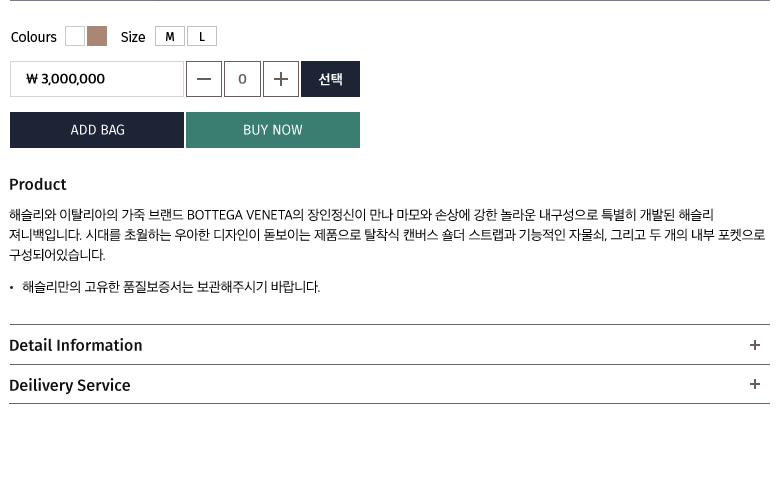 Colours Size M L
₩ 3,000,000 0 선택
ADD BAG BUY NOW
Product
해슬리와 이탈리아의 가죽 브랜드 BOTTEGA VENETA의 장인정신이 만나 마모와 손상에 강한 놀라운 내구성으로 특별히 개발된 해슬리
져니백입니다. 시대를 초월하는 우아한 디자인이 돋보이는 제품으로 탈착식 캔버스 숄더 스트랩과 기능적인 자물쇠, 그리고 두 개의 내부 포켓으로
구성되어있습니다.
• 해슬리만의 고유한 품질보증서는 보관해주시기 바랍니다.
Detail Information +
Deilivery Service +